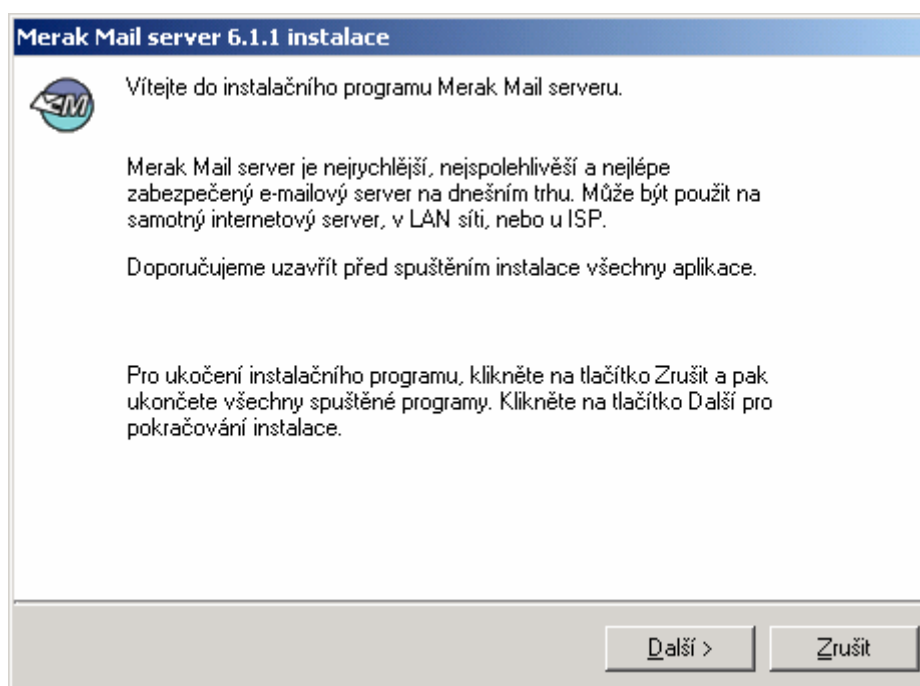 Merak Mail server 6.1.1 instalace
Vítejte do instalačního programu Merak Mail serveru.
Merak Mail server je nejrychlější, nejspolehlivěší a nejlépe
zabezpečený e-mailový server na dnešním trhu. Může být použit na
samotný internetový server, v LAN síti, nebo u ISP.
Doporučujeme uzavřít před spuštěním instalace všechny aplikace.
Pro ukočení instalačního programu, klikněte na tlačítko Zrušit a pak
ukončete všechny spuštěné programy. Klikněte na tlačítko Další pro
pokračování instalace.
Další > Zrušit